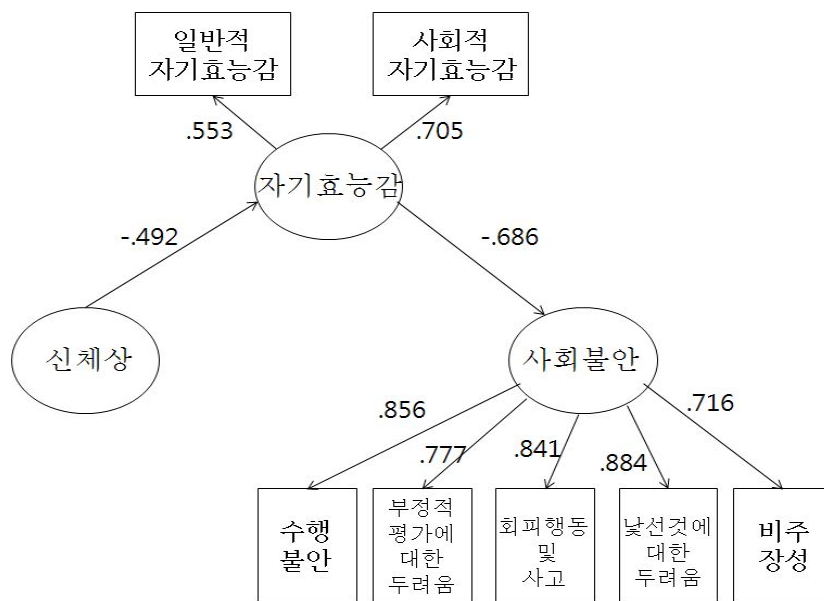 일반적
자기효능감
사회적
자기효능감
.553
.705
자기효능감
-.492
-.686
신체상
사회불안
.856
.777
.841
.884
.716
수행
불안
부정적
평가에
대한
두려움
회피행동
및
사고
낯선것에
대한
두려움
비주
장성